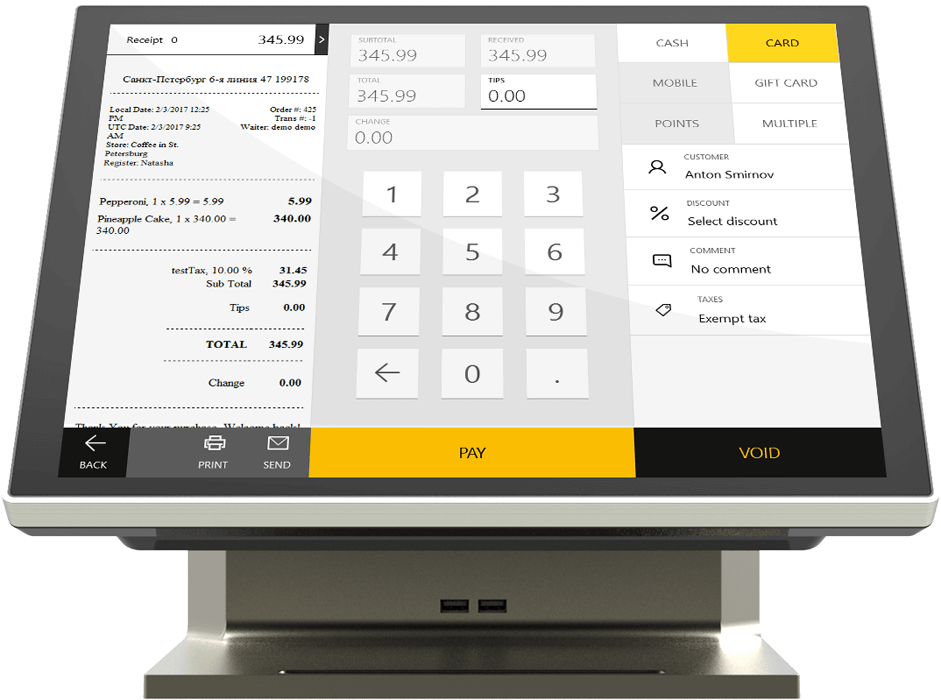 Receipt 0 345.99 >
Санкт-Петербург 6-я линия 47 199178
Local Date: 2/3/2017 12:25 Order #: 425
PM Trans #: -1
UTC Date: 2/3/2017 9:25 Waiter: demo demo
AM
Store: Coffee in St.
Petersburg
Register: Natasha
Pepperoni, 1 x 5.99 = 5.99 5.99
Pineapple Cake, 1 x 340.00 = 340.00
340.00
testTax, 10.00 % 31.45
Sub Total 345.99
Tips 0.00
TOTAL 345.99
Change 0.00
Thank You for your purchase. Welcome back!
BACK
PRINT
SEND
SUBTOTAL
345.99
RECEIVED
345.99
TOTAL
345.99
TIPS
0.00
CHANGE
0.00
1 2 3
4 5 6
7 8 9
← 0 .
PAY
CASH CARD
MOBILE GIFT CARD
POINTS MULTIPLE
CUSTOMER
Anton Smirnov
DISCOUNT
Select discount
COMMENT
No comment
TAXES
Exempt tax
VOID